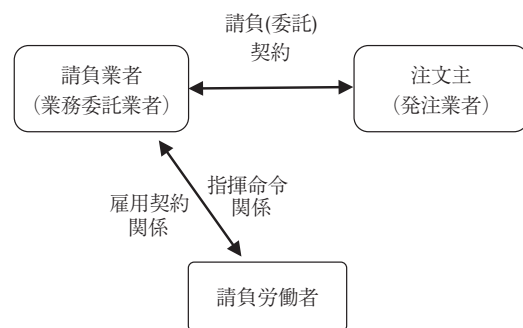 請負(委託)
契約
請負業者
（業務委託業者）
注文主
（発注業者）
指揮命令
関係
雇用契約
関係
請負労働者